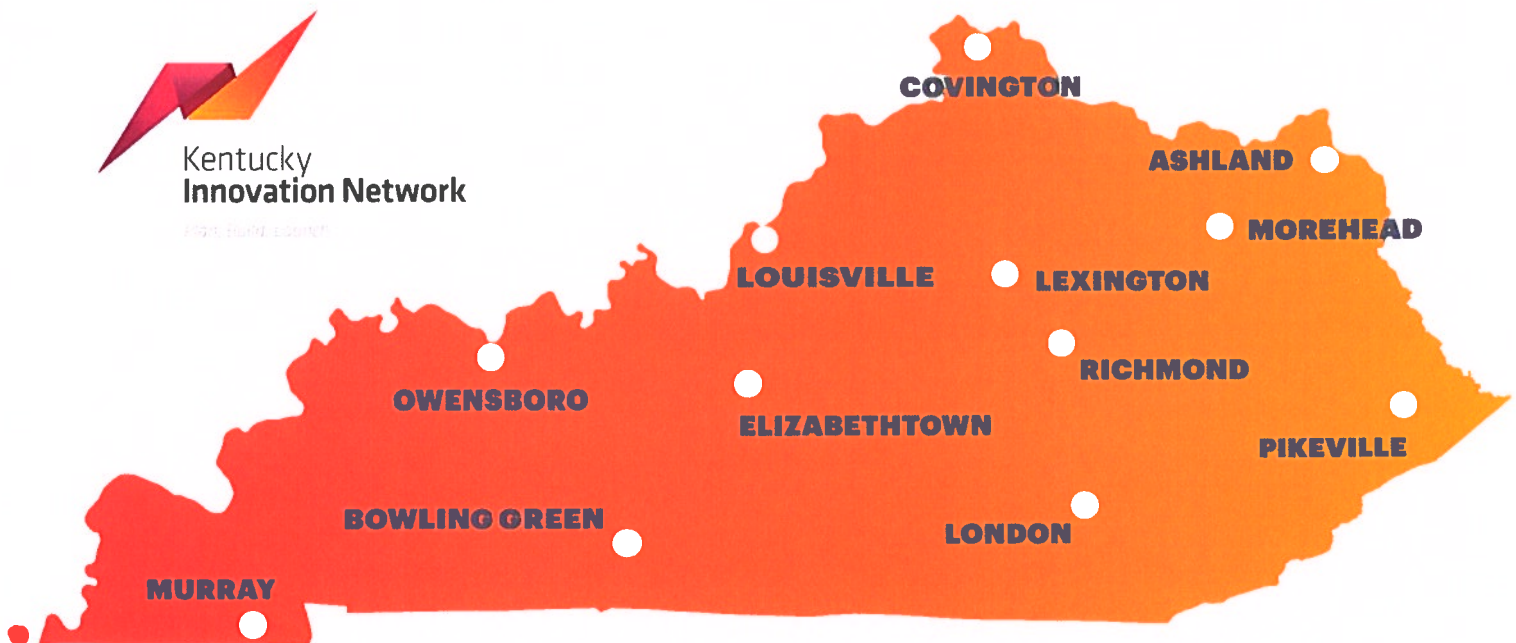 Kentucky
Innovation Network
COVINGTON
ASHLAND
MOREHEAD
LOUISVILLE
LEXINGTON
RICHMOND
OWENSBORO
ELIZABETHTOWN
PIKEVILLE
BOWLING GREEN
LONDON
MURRAY